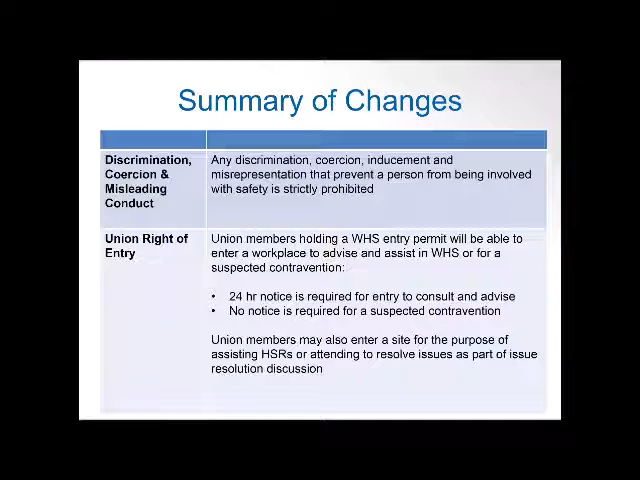 Summary of Changes
Discrimination,
Coercion &
Misleading
Conduct
Any discrimination, coercion, inducement and
misrepresentation that prevent a person from being involved
with safety is strictly prohibited
Union Right of
Entry
Union members holding a WHS entry permit will be able to
enter a workplace to advise and assist in WHS or for a
suspected contravention:
• 24 hr notice is required for entry to consult and advise
• No notice is required for a suspected contravention
Union members may also enter a site for the purpose of
assisting HSRs or attending to resolve issues as part of issue
resolution discussion